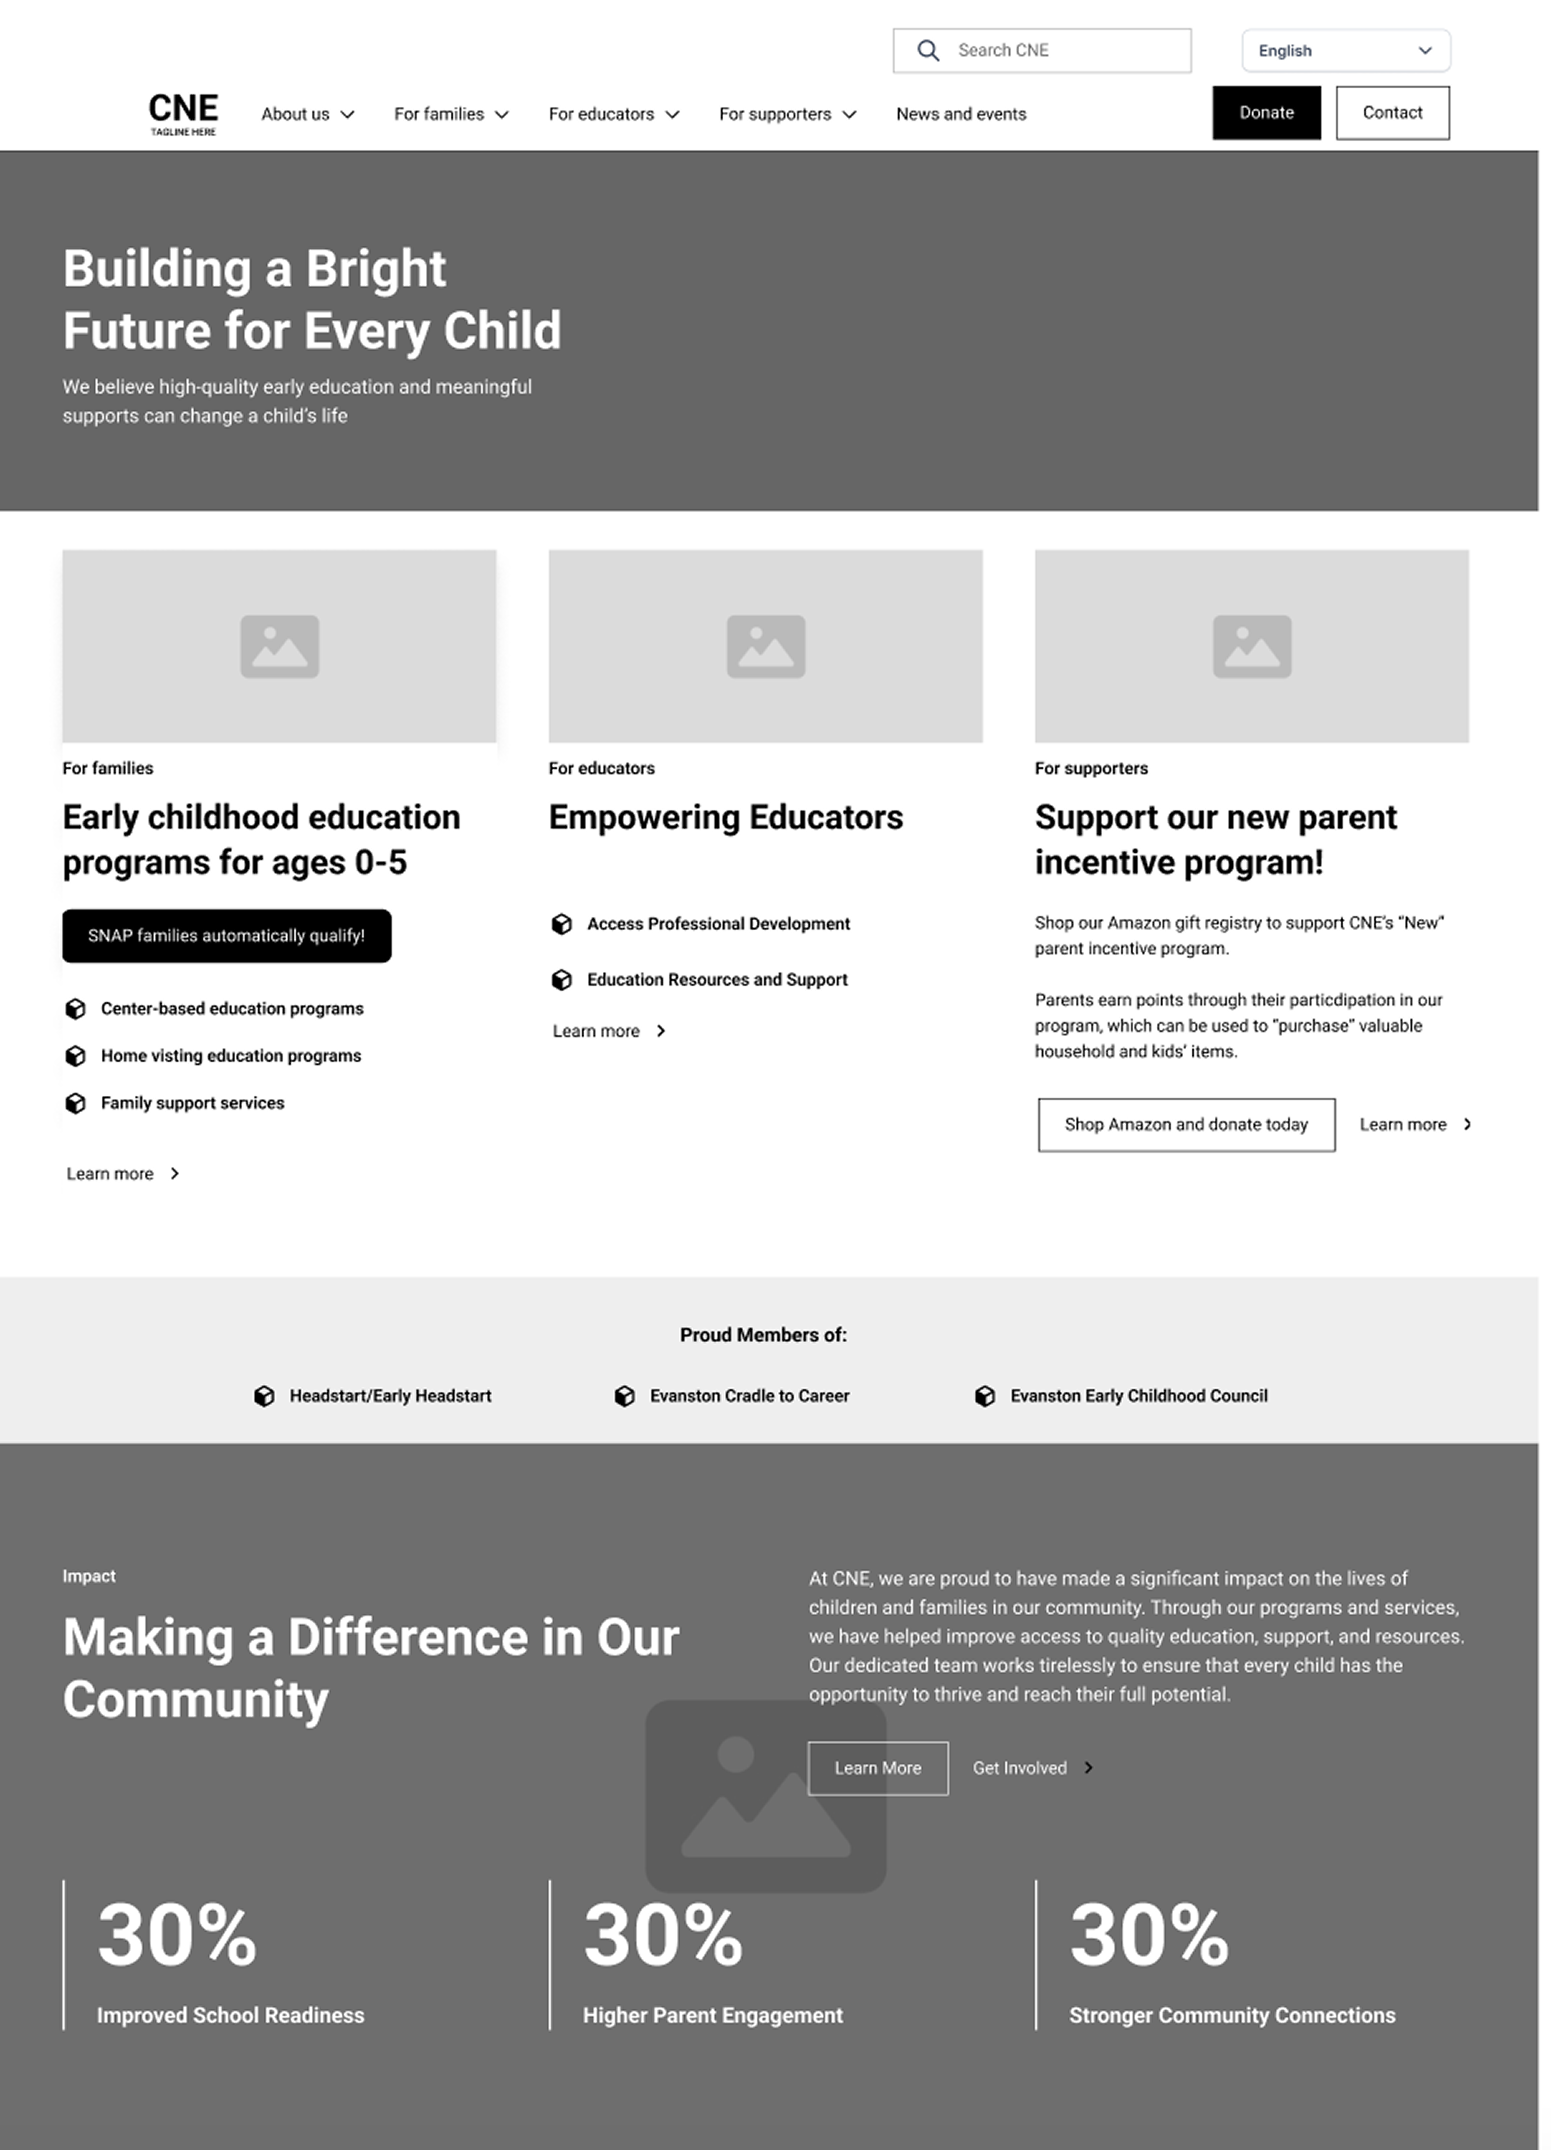 Search CNE
English
CNE
TAGLINE HERE
About us
For families
For educators
For supporters
News and events
Donate
Contact
Building a Bright
Future for Every Child
We believe high-quality early education and meaningful
supports can change a child’s life
For families
Early childhood education
programs for ages 0-5
SNAP families automatically qualify!
Center-based education programs
Home visting education programs
Family support services
Learn more
For educators
Empowering Educators
Access Professional Development
Education Resources and Support
Learn more
For supporters
Support our new parent
incentive program!
Shop our Amazon gift registry to support CNE’s “New”
parent incentive program.
Parents earn points through their particdipation in our
program, which can be used to “purchase” valuable
household and kids’ items.
Shop Amazon and donate today
Learn more
Proud Members of:
Headstart/Early Headstart
Evanston Cradle to Career
Evanston Early Childhood Council
Impact
Making a Difference in Our
Community
At CNE, we are proud to have made a significant impact on the lives of
children and families in our community. Through our programs and services,
we have helped improve access to quality education, support, and resources.
Our dedicated team works tirelessly to ensure that every child has the
opportunity to thrive and reach their full potential.
Learn More
Get Involved
30%
Improved School Readiness
30%
Higher Parent Engagement
30%
Stronger Community Connections